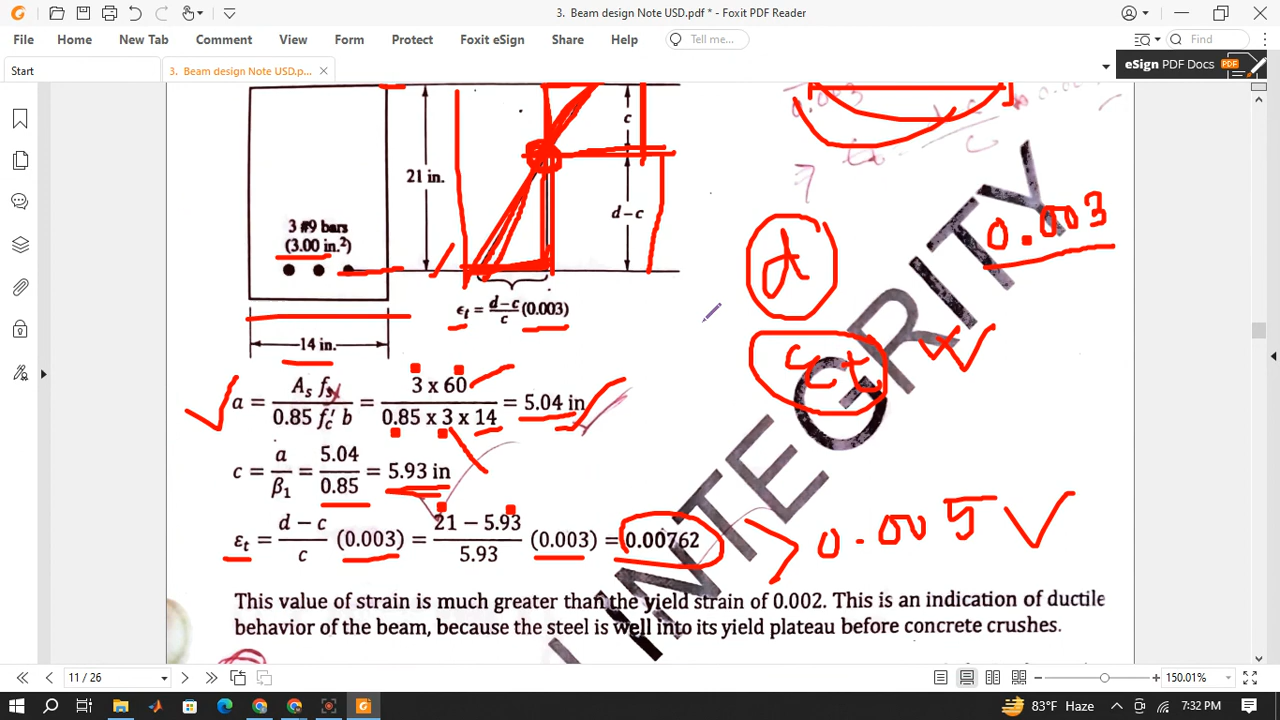 3. Beam design Note USD.pdf * - Foxit PDF Reader
File Home New Tab Comment View Form Protect Foxit eSign Share Help Tell me... Find
Start 3. Beam design Note USD.p... eSign PDF Docs
c
21 in.
d–c
3 #9 bars
(3.00 in.²)
ϵt = d–c/c (0.003)
14 in.
d
εt
0.003
a = As fy / 0.85 f'c b = 3 x 60 / 0.85 x 3 x 14 = 5.04 in
c = a / β1 = 5.04 / 0.85 = 5.93 in
εt = d – c / c (0.003) = 21 – 5.93 / 5.93 (0.003) = 0.00762 > 0.005
This value of strain is much greater than the yield strain of 0.002. This is an indication of ductile
behavior of the beam, because the steel is well into its yield plateau before concrete crushes.
INTEGRITY
11 / 26 150.01%
83°F Haze 7:32 PM